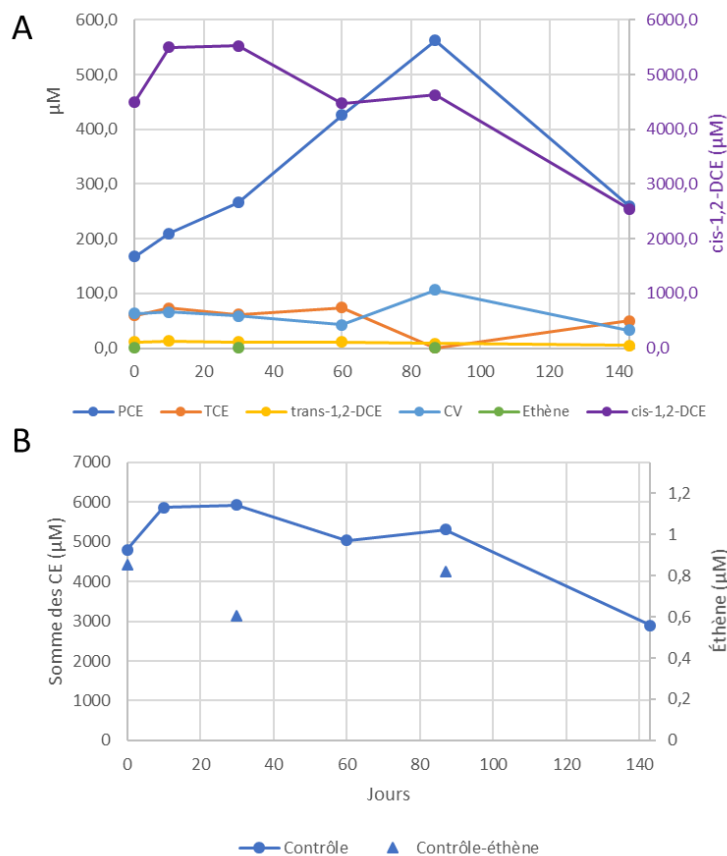 A
600,0
500,0
400,0
300,0
200,0
100,0
0,0
µM
6000,0
5000,0
4000,0
3000,0
2000,0
1000,0
0,0
cis-1,2-DCE (µM)
0 20 40 60 80 100 120 140
PCE TCE trans-1,2-DCE CV Ethène cis-1,2-DCE
B
7000
6000
5000
4000
3000
2000
1000
0
Somme des CE (µM)
1,2
1
0,8
0,6
0,4
0,2
0
Éthène (µM)
0 20 40 60 80 100 120 140
Jours
Contrôle Contrôle-éthène